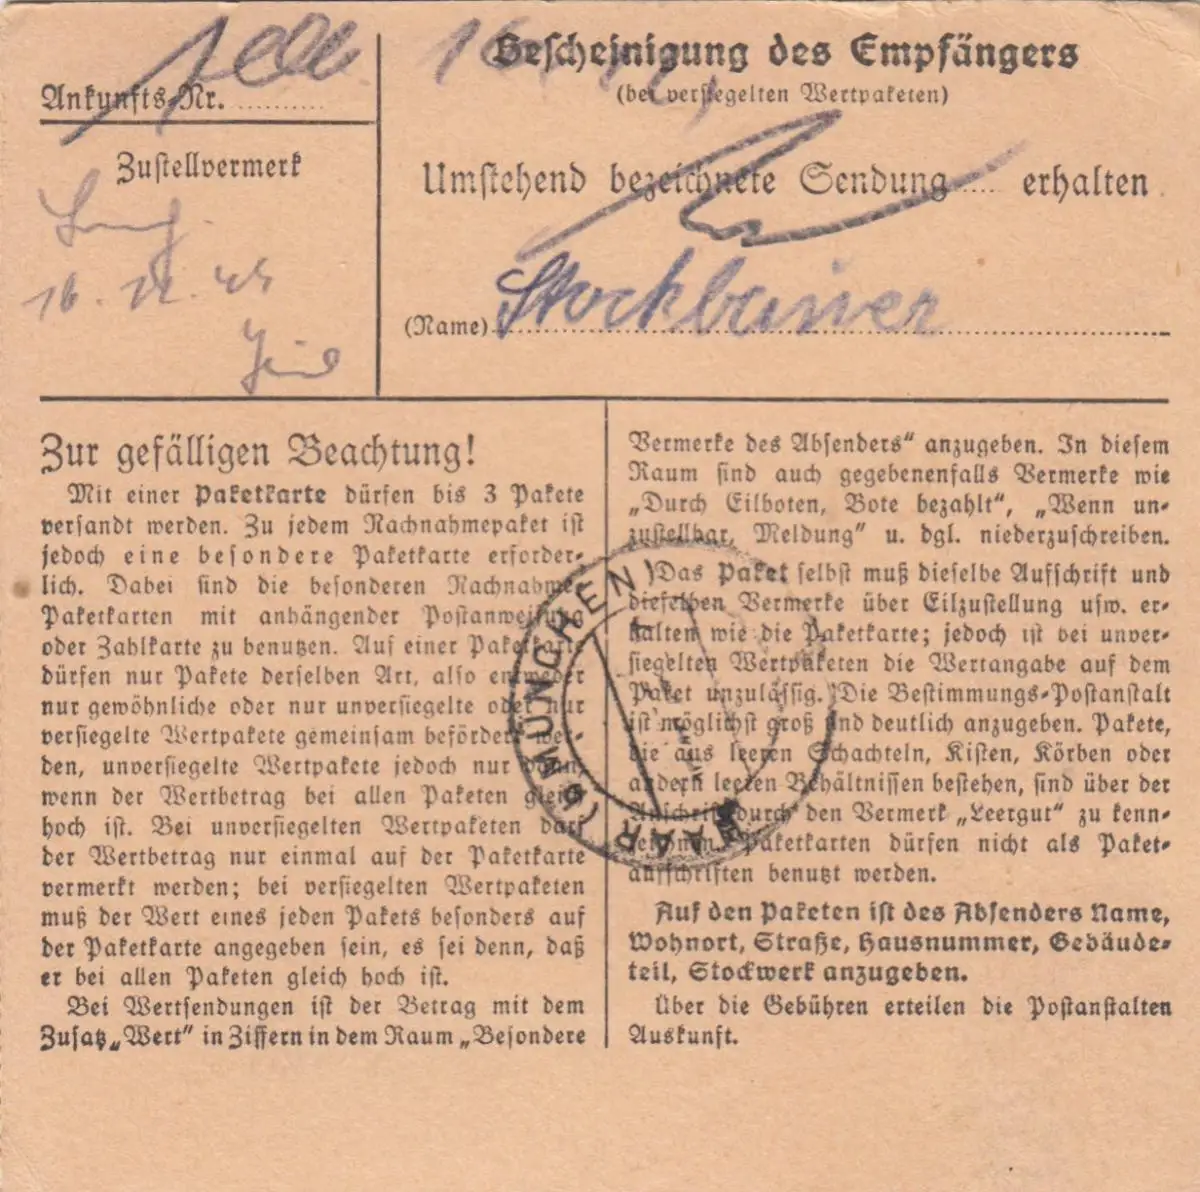 Ankunfts-Nr.
Zustellvermerk
16. 12. 43
Bescheinigung des Empfängers
(bei versiegelten Wertpaketen)
Umstehend bezeichnete Sendung erhalten
(Name) Stockbauer
Zur gefälligen Beachtung!
Mit einer Paketkarte dürfen bis 3 Pakete
versandt werden. Zu jedem Nachnahmepaket ist
jedoch eine besondere Paketkarte erforder-
lich. Dabei sind die besonderen Nachnahme-
Paketkarten mit anhängender Postanweisung
oder Zahlkarte zu benutzen. Auf einer Paketkarte
dürfen nur Pakete derselben Art, also entweder
nur gewöhnliche oder nur unversiegelte oder nur
versiegelte Wertpakete gemeinsam befördert wer-
den, unversiegelte Wertpakete jedoch nur dann,
wenn der Wertbetrag bei allen Paketen gleich
hoch ist. Bei unversiegelten Wertpaketen darf
der Wertbetrag nur einmal auf der Paketkarte
vermerkt werden; bei versiegelten Wertpaketen
muß der Wert eines jeden Pakets besonders auf
der Paketkarte angegeben sein, es sei denn, daß
er bei allen Paketen gleich hoch ist.
Bei Wertsendungen ist der Betrag mit dem
Zusatz „Wert" in Ziffern in dem Raum „Besondere
Vermerke des Absenders" anzugeben. In diesem
Raum sind auch gegebenenfalls Vermerke wie
„Durch Eilboten, Bote bezahlt", „Wenn un-
zustellbar, Meldung" u. dgl. niederzuschreiben.
Das Paket selbst muß dieselbe Aufschrift und
dieselben Vermerke über Eilzustellung usw. er-
halten wie die Paketkarte; jedoch ist bei unver-
siegelten Wertpaketen die Wertangabe auf dem
Paket unzulässig. Die Bestimmungs-Postanstalt
ist möglichst groß und deutlich anzugeben. Pakete,
die aus leeren Schachteln, Kisten, Körben oder
andern leeren Behältnissen bestehen, sind über der
Anschrift durch den Vermerk „Leergut" zu kenn-
zeichnen. Paketkarten dürfen nicht als Paket-
aufschriften benutzt werden.
Auf den Paketen ist des Absenders Name,
Wohnort, Straße, Hausnummer, Gebäude-
teil, Stockwerk anzugeben.
Über die Gebühren erteilen die Postanstalten
Auskunft.
HAAR (b MÜNCHEN)